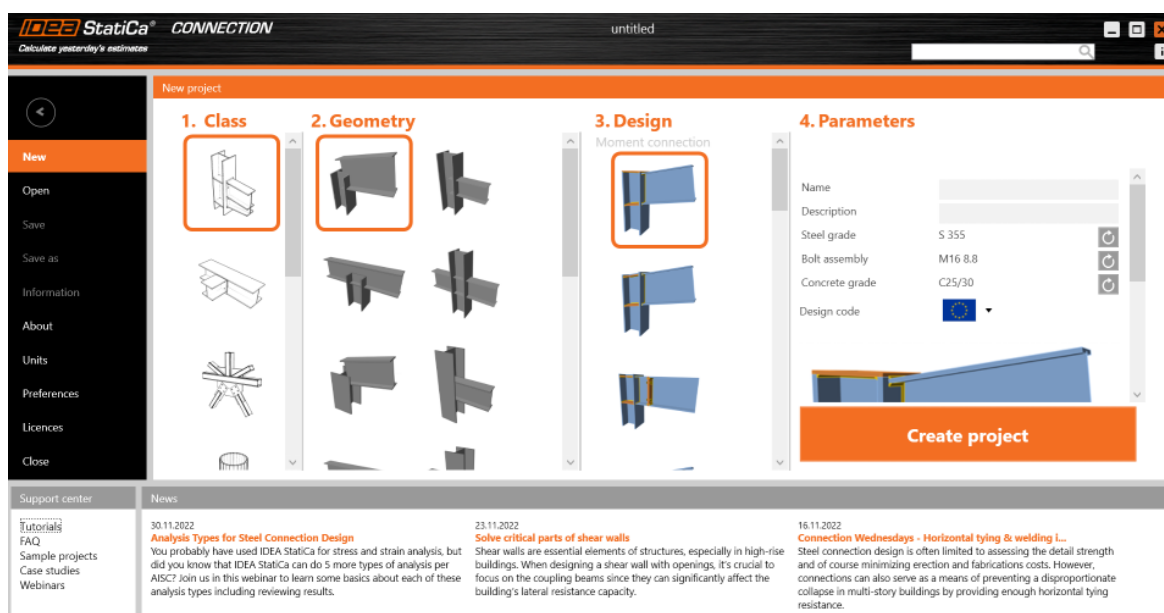 IDEA StatiCa® CONNECTION
untitled
Calculate yesterday's estimates
New project
New
Open
Save
Save as
Information
About
Units
Preferences
Licences
Close
1. Class
2. Geometry
3. Design
Moment connection
4. Parameters
Name
Description
Steel grade S 355
Bolt assembly M16 8.8
Concrete grade C25/30
Design code
Create project
Support center
Tutorials
FAQ
Sample projects
Case studies
Webinars
News
30.11.2022
Analysis Types for Steel Connection Design
You probably have used IDEA StatiCa for stress and strain analysis, but
did you know that IDEA StatiCa can do 5 more types of analysis per
AISC? Join us in this webinar to learn some basics about each of these
analysis types including reviewing results.
23.11.2022
Solve critical parts of shear walls
Shear walls are essential elements of structures, especially in high-rise
buildings. When designing a shear wall with openings, it's crucial to
focus on the coupling beams since they can significantly affect the
building's lateral resistance capacity.
16.11.2022
Connection Wednesdays - Horizontal tying & welding i...
Steel connection design is often limited to assessing the detail strength
and of course minimizing erection and fabrications costs. However,
connections can also serve as a means of preventing a disproportionate
collapse in multi-story buildings by providing enough horizontal tying
resistance.